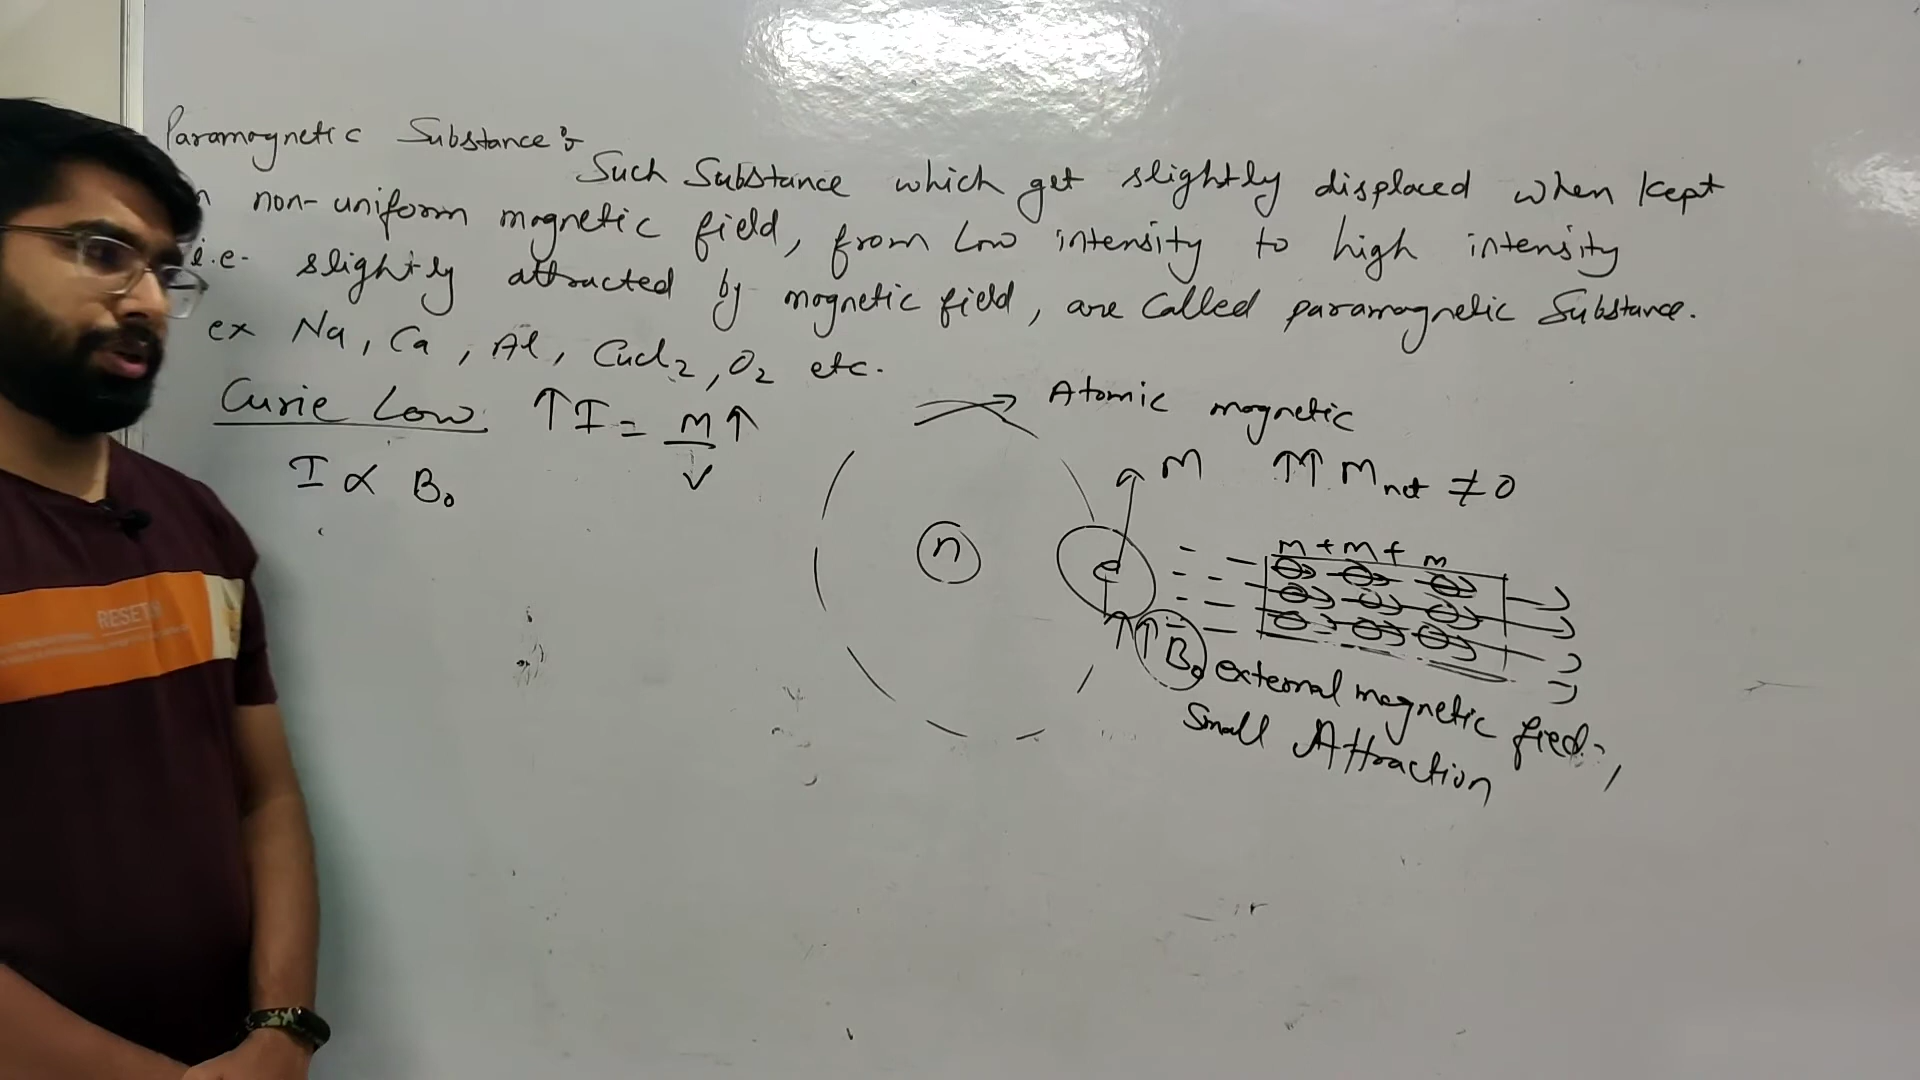 Paramagnetic Substance :-
Such Substance which get slightly displaced when kept
n non-uniform magnetic field, from Low intensity to high intensity
i.e. slightly attracted by magnetic field, are called paramagnetic Substance.
ex Na, Ca, Al, CuCl2, O2 etc.
Curie Law
↑I = M↑/V
I ∝ B₀
Atomic magnetic
M ↑↑ Mnet ≠ 0
n
e
M + M + M
↑↑ B₀ external magnetic field,
Small Attraction
RESET